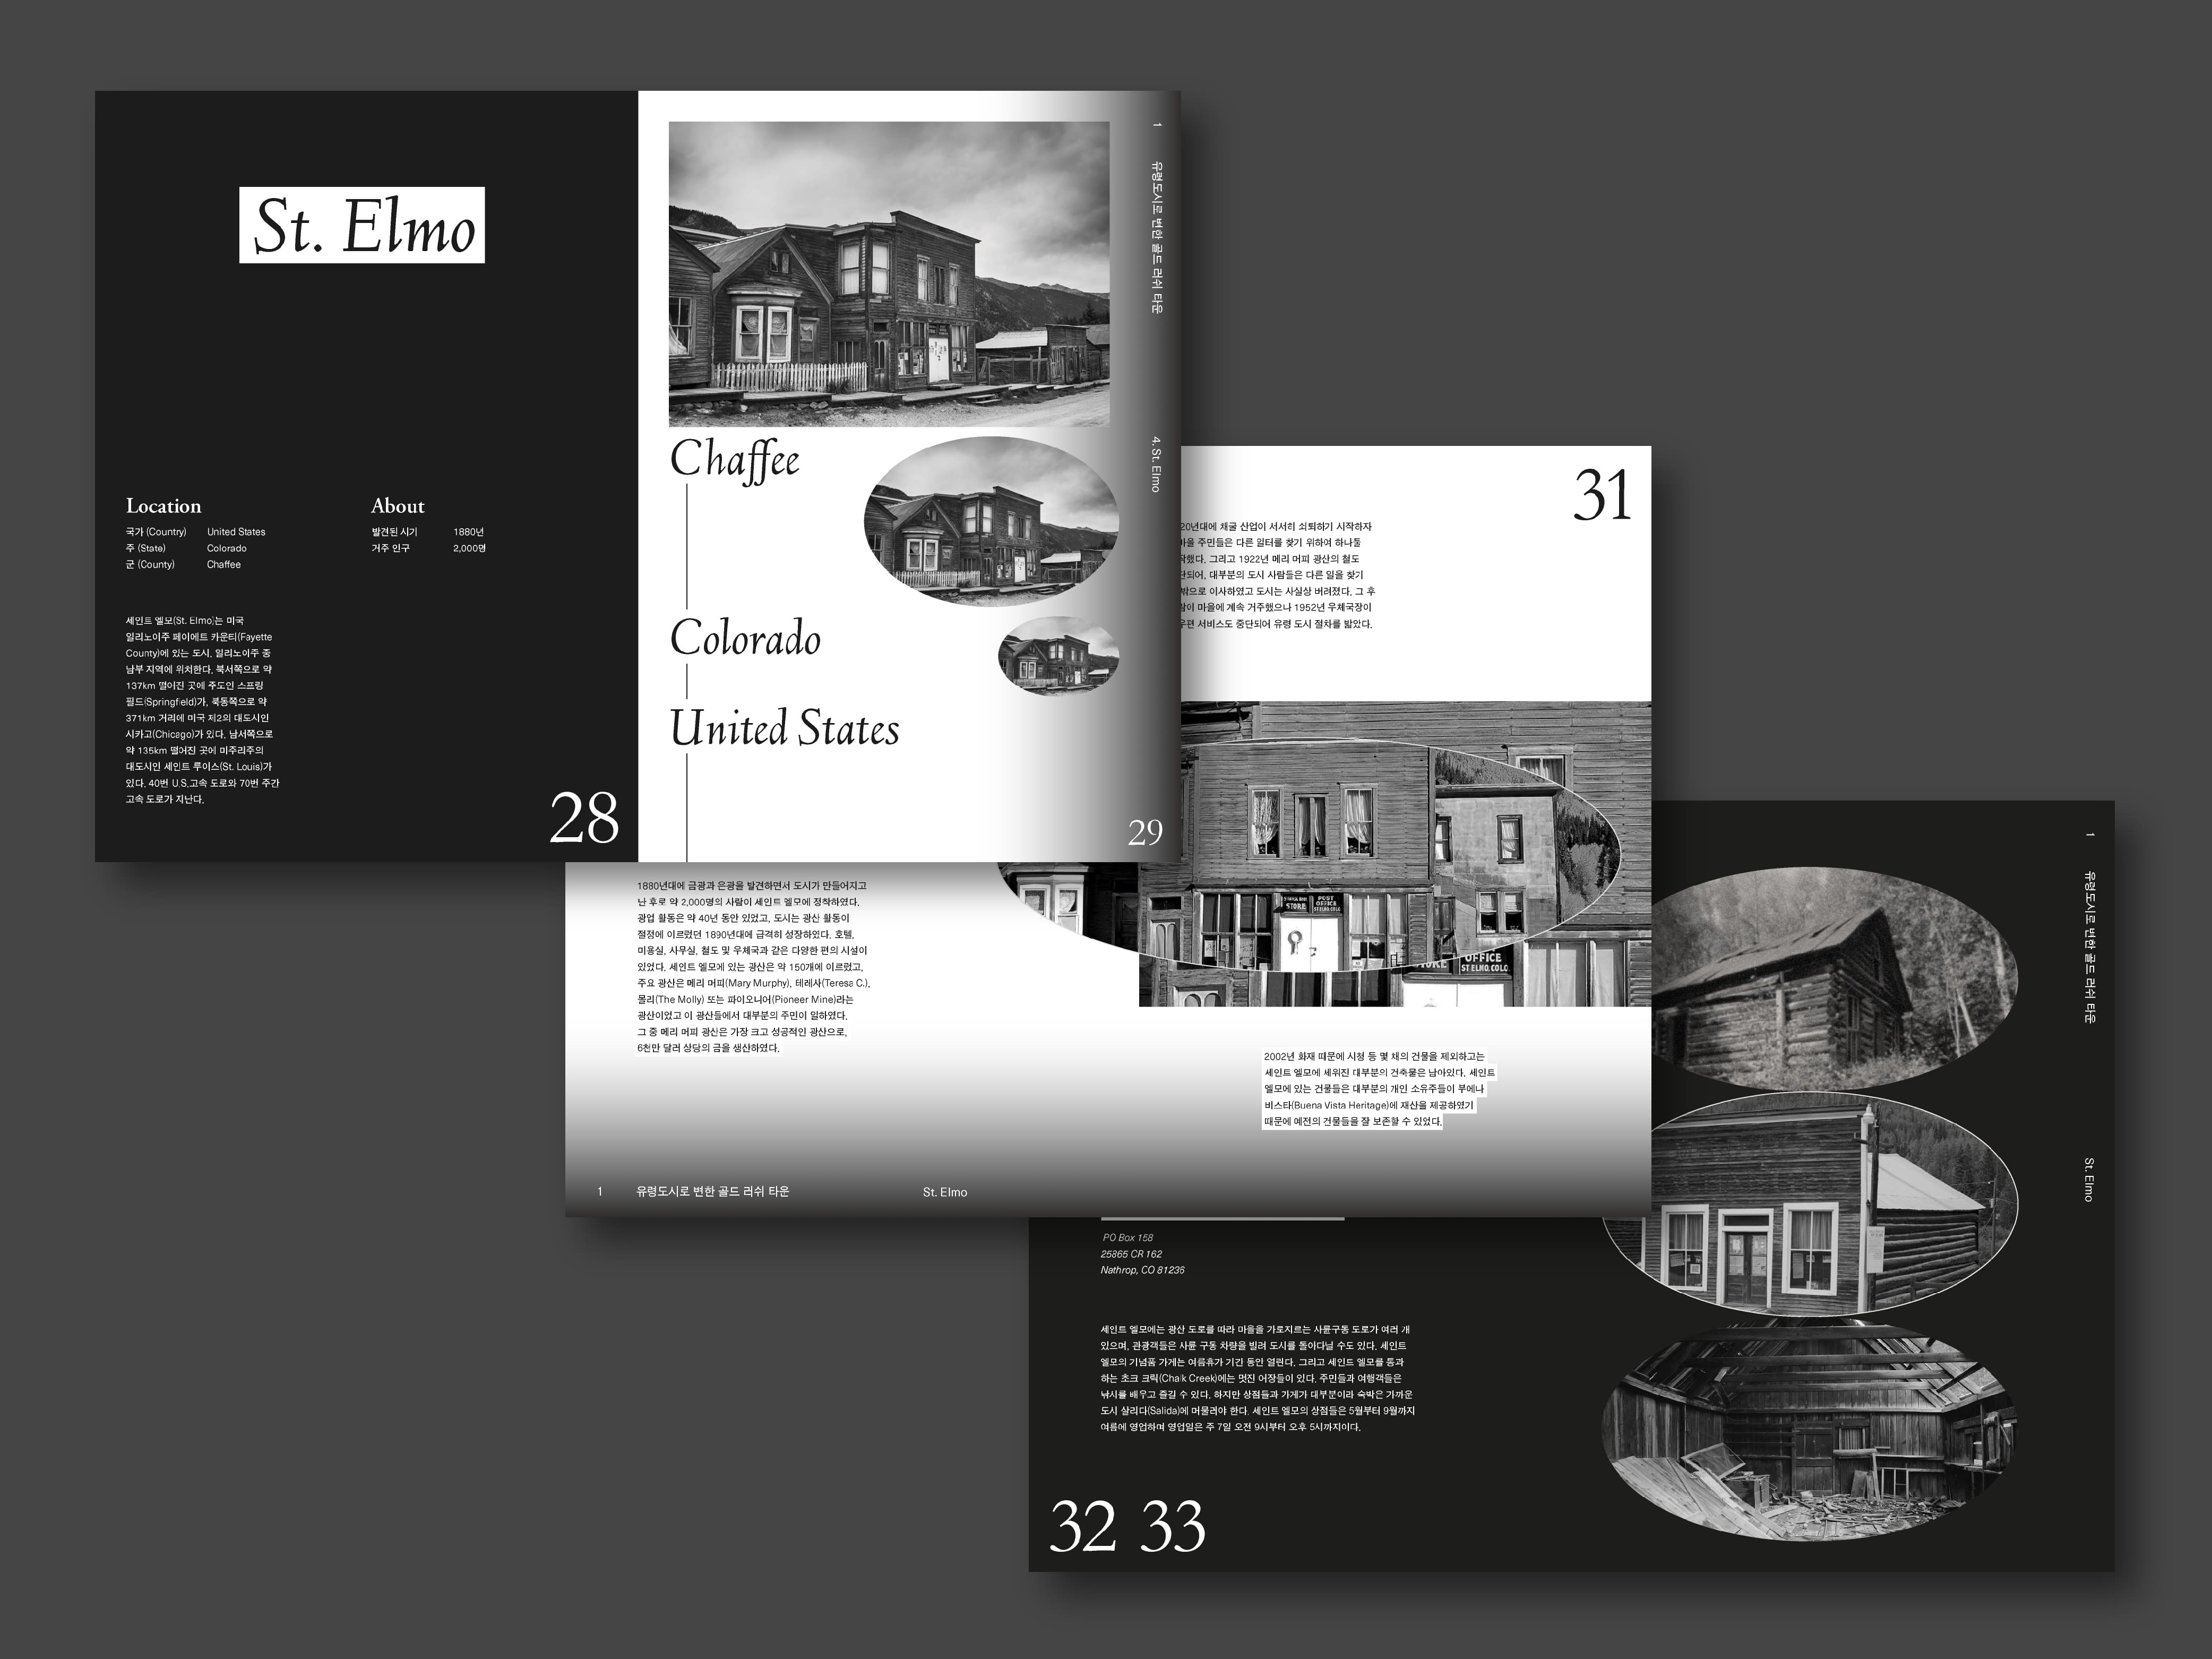 St. Elmo
Location
국가 (Country) United States
주 (State) Colorado
군 (County) Chaffee
About
발견된 시기 1880년
거주 인구 2,000명
세인트 엘모(St. Elmo)는 미국
일리노이주 페이에트 카운티(Fayette
County)에 있는 도시. 일리노이주 중
남부 지역에 위치한다. 북서쪽으로 약
137km 떨어진 곳에 주도인 스프링
필드(Springfield)가, 북동쪽으로 약
371km 거리에 미국 제2의 대도시인
시카고(Chicago)가 있다. 남서쪽으로
약 135km 떨어진 곳에 미주리주의
대도시인 세인트 루이스(St. Louis)가
있다. 40번 U.S.고속 도로와 70번 주간
고속 도로가 지난다.
28
Chaffee
Colorado
United States
1 유령도시로 변한 골드 러쉬 타운 4. St. Elmo
29
1880년대에 금광과 은광을 발견하면서 도시가 만들어지고
난 후로 약 2,000명의 사람이 세인트 엘모에 정착하였다.
광업 활동은 약 40년 동안 있었고, 도시는 광산 활동이
절정에 이르렀던 1890년대에 급격히 성장하였다. 호텔,
미용실, 사무실, 철도 및 우체국과 같은 다양한 편의 시설이
있었다. 세인트 엘모에 있는 광산은 약 150개에 이르렀고,
주요 광산은 메리 머피(Mary Murphy), 테레사(Teresa C.),
몰리(The Molly) 또는 파이오니어(Pioneer Mine)라는
광산이었고 이 광산들에서 대부분의 주민이 일하였다.
그 중 메리 머피 광산은 가장 크고 성공적인 광산으로,
6천만 달러 상당의 금을 생산하였다.
1 유령도시로 변한 골드 러쉬 타운 St. Elmo
31
20년대에 채굴 산업이 서서히 쇠퇴하기 시작하자
마을 주민들은 다른 일터를 찾기 위하여 하나둘
작했다. 그리고 1922년 메리 머피 광산의 철도
단되어, 대부분의 도시 사람들은 다른 일을 찾기
밖으로 이사하였고 도시는 사실상 버려졌다. 그 후
람이 마을에 계속 거주했으나 1952년 우체국장이
우편 서비스도 중단되어 유령 도시 절차를 밟았다.
STORE
POST
OFFICE
ST ELMO, COLO.
OFFICE
ST ELMO, COLO.
2002년 화재 때문에 시청 등 몇 채의 건물을 제외하고는
세인트 엘모에 세워진 대부분의 건축물은 남아있다. 세인트
엘모에 있는 건물들은 대부분의 개인 소유주들이 부에나
비스타(Buena Vista Heritage)에 재산을 제공하였기
때문에 예전의 건물들을 잘 보존할 수 있었다.
PO Box 158
25865 CR 162
Nathrop, CO 81236
세인트 엘모에는 광산 도로를 따라 마을을 가로지르는 사륜구동 도로가 여러 개
있으며, 관광객들은 사륜 구동 차량을 빌려 도시를 돌아다닐 수도 있다. 세인트
엘모의 기념품 가게는 여름휴가 기간 동안 열린다. 그리고 세인트 엘모를 통과
하는 초크 크릭(Chalk Creek)에는 멋진 어장들이 있다. 주민들과 여행객들은
낚시를 배우고 즐길 수 있다. 하지만 상점들과 가게가 대부분이라 숙박은 가까운
도시 살리다(Salida)에 머물러야 한다. 세인트 엘모의 상점들은 5월부터 9월까지
여름에 영업하며 영업일은 주 7일 오전 9시부터 오후 5시까지이다.
32 33
1 유령도시로 변한 골드 러쉬 타운 St. Elmo